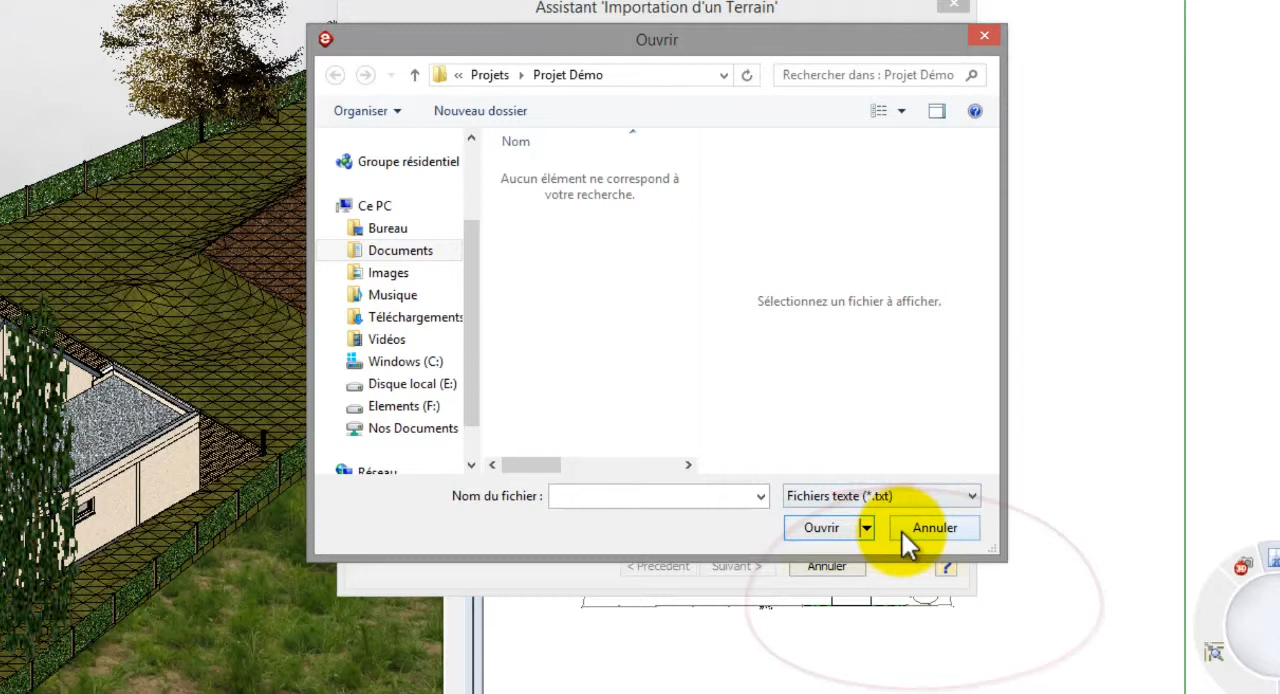 Assistant 'Importation d'un Terrain'
Ouvrir
« Projets Projet Démo
Rechercher dans : Projet Démo
Organiser
Nouveau dossier
Nom
Groupe résidentiel
Aucun élément ne correspond à
votre recherche.
Ce PC
Bureau
Documents
Images
Musique
Téléchargements
Vidéos
Windows (C:)
Disque local (E:)
Elements (F:)
Nos Documents
Réseau
Sélectionnez un fichier à afficher.
Nom du fichier :
Fichiers texte (*.txt)
Ouvrir
Annuler
< Précédent
Suivant >
Annuler
?